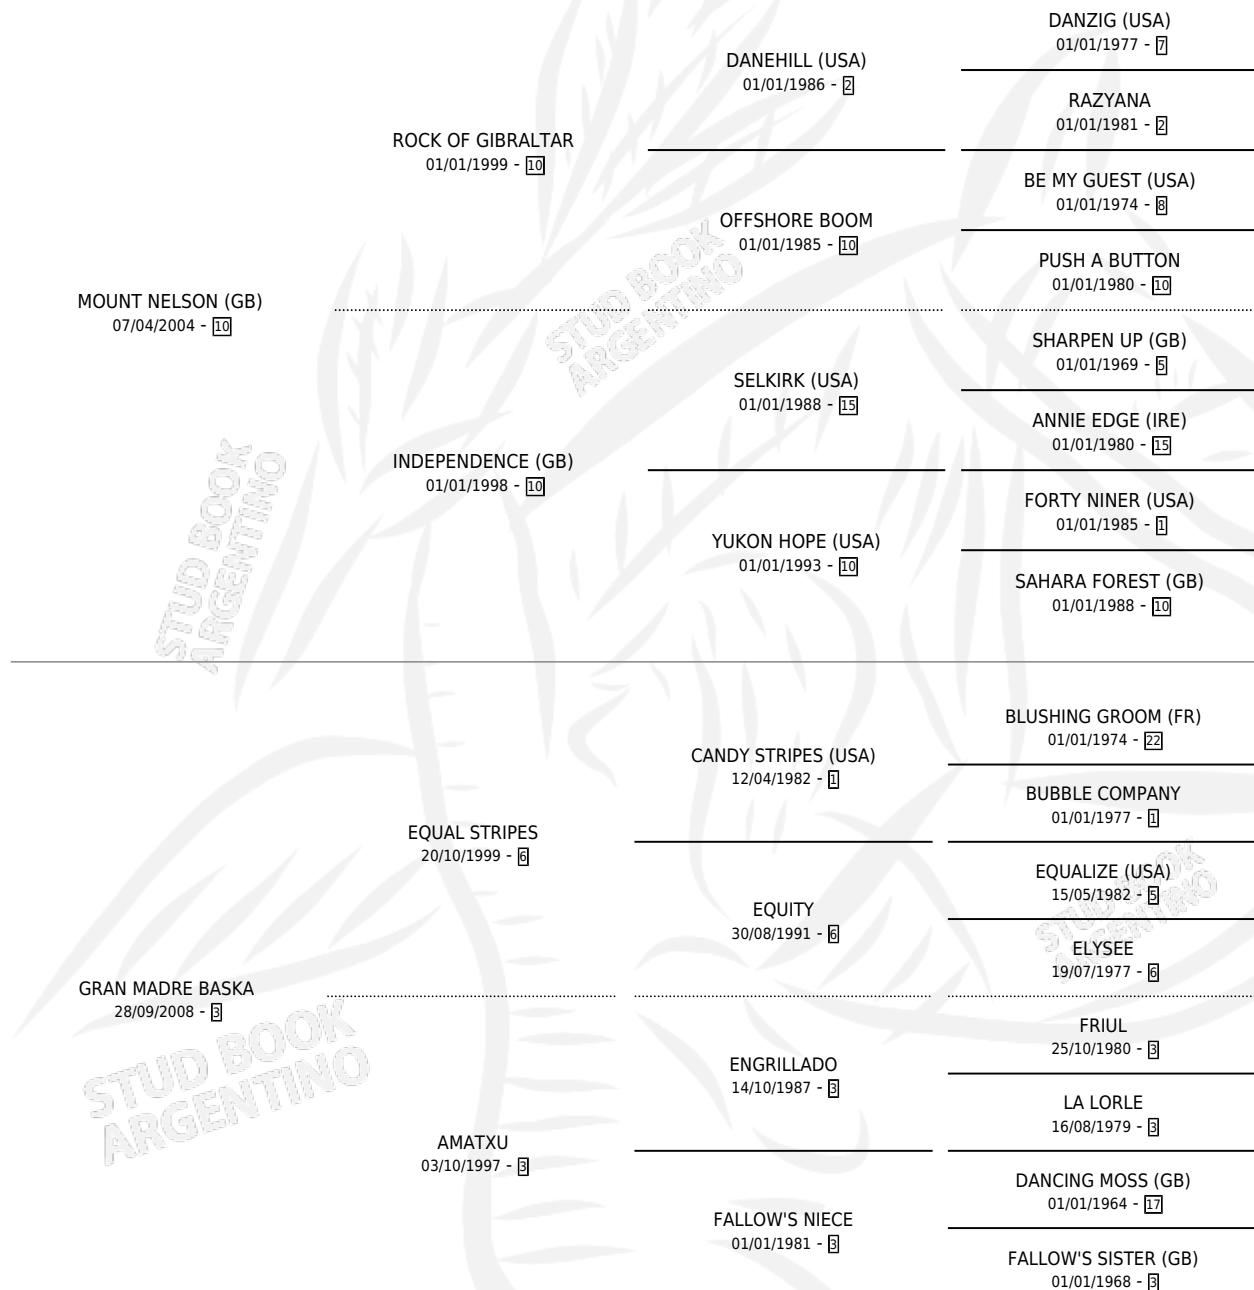 DANZIG (USA)
01/01/1977 - 7
DANEHILL (USA)
01/01/1986 - 2
RAZYANA
01/01/1981 - 2
ROCK OF GIBRALTAR
01/01/1999 - 10
BE MY GUEST (USA)
01/01/1974 - 8
OFFSHORE BOOM
01/01/1985 - 10
PUSH A BUTTON
01/01/1980 - 10
MOUNT NELSON (GB)
07/04/2004 - 10
STUD BOOK
ARGENTINO
SHARPEN UP (GB)
01/01/1969 - 5
SELKIRK (USA)
01/01/1988 - 15
ANNIE EDGE (IRE)
01/01/1980 - 15
INDEPENDENCE (GB)
01/01/1998 - 10
FORTY NINER (USA)
01/01/1985 - 1
YUKON HOPE (USA)
01/01/1993 - 10
SAHARA FOREST (GB)
01/01/1988 - 10
STUD BOOK
ARGENTINO
BLUSHING GROOM (FR)
01/01/1974 - 22
CANDY STRIPES (USA)
12/04/1982 - 1
BUBBLE COMPANY
01/01/1977 - 1
EQUAL STRIPES
20/10/1999 - 6
EQUALIZE (USA)
15/05/1982 - 5
EQUITY
30/08/1991 - 6
STUD BOOK
ARGENTINO
ELYSEE
19/07/1977 - 6
GRAN MADRE BASKA
28/09/2008 - 3
FRIUL
25/10/1980 - 3
ENGRILLADO
14/10/1987 - 3
STUD BOOK
ARGENTINO
LA LORLE
16/08/1979 - 3
AMATXU
03/10/1997 - 3
DANCING MOSS (GB)
01/01/1964 - 17
FALLOW'S NIECE
01/01/1981 - 3
FALLOW'S SISTER (GB)
01/01/1968 - 3